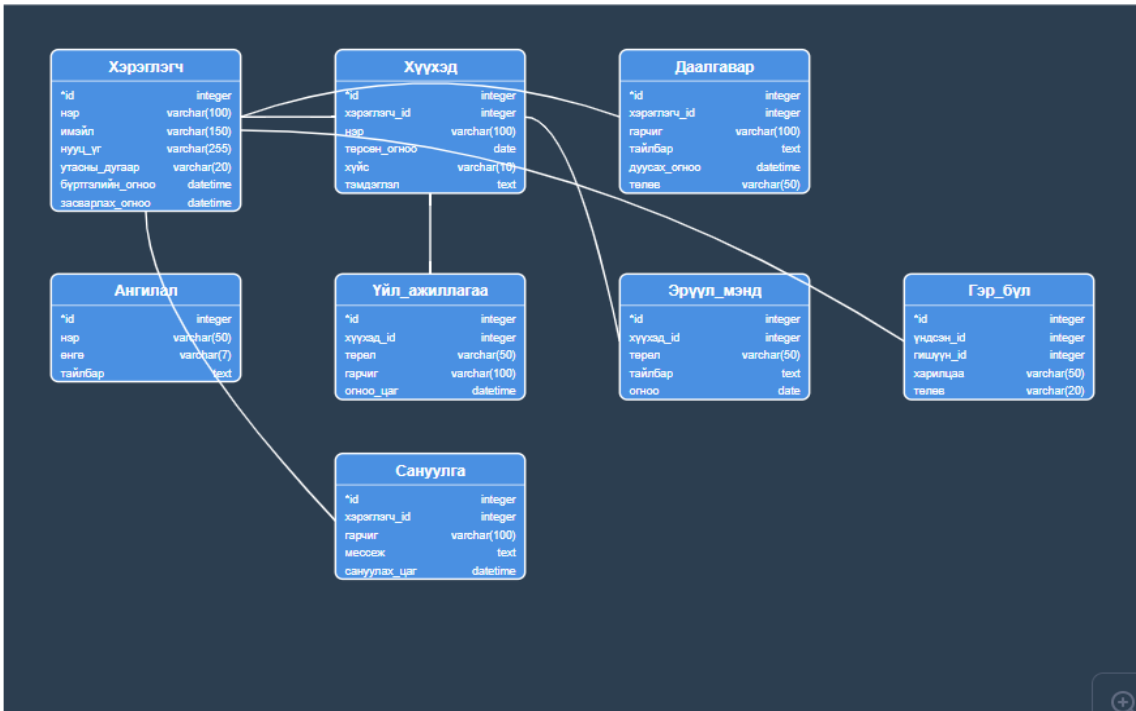 Хэрэглэгч
*id integer
нэр varchar(100)
имэйл varchar(150)
нууц_үг varchar(255)
утасны_дугаар varchar(20)
бүртгэлийн_огноо datetime
засварлах_огноо datetime
Хүүхэд
*id integer
хэрэглэгч_id integer
нэр varchar(100)
төрсөн_огноо date
хүйс varchar(10)
тэмдэглэл text
Даалгавар
*id integer
хэрэглэгч_id integer
гарчиг varchar(100)
тайлбар text
дуусах_огноо datetime
төлөв varchar(50)
Ангилал
*id integer
нэр varchar(50)
өнгө varchar(7)
тайлбар text
Үйл_ажиллагаа
*id integer
хүүхэд_id integer
төрөл varchar(50)
гарчиг varchar(100)
огноо_цаг datetime
Эрүүл_мэнд
*id integer
хүүхэд_id integer
төрөл varchar(50)
тайлбар text
огноо date
Гэр_бүл
*id integer
үндсэн_id integer
гишүүн_id integer
харилцаа varchar(50)
төлөв varchar(20)
Сануулга
*id integer
хэрэглэгч_id integer
гарчиг varchar(100)
мессеж text
сануулах_цаг datetime